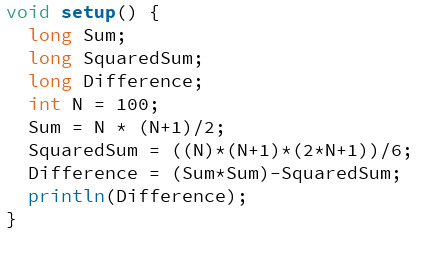 void setup() {
  long Sum;
  long SquaredSum;
  long Difference;
  int N = 100;
  Sum = N * (N+1)/2;
  SquaredSum = ((N)*(N+1)*(2*N+1))/6;
  Difference = (Sum*Sum)-SquaredSum;
  println(Difference);
}